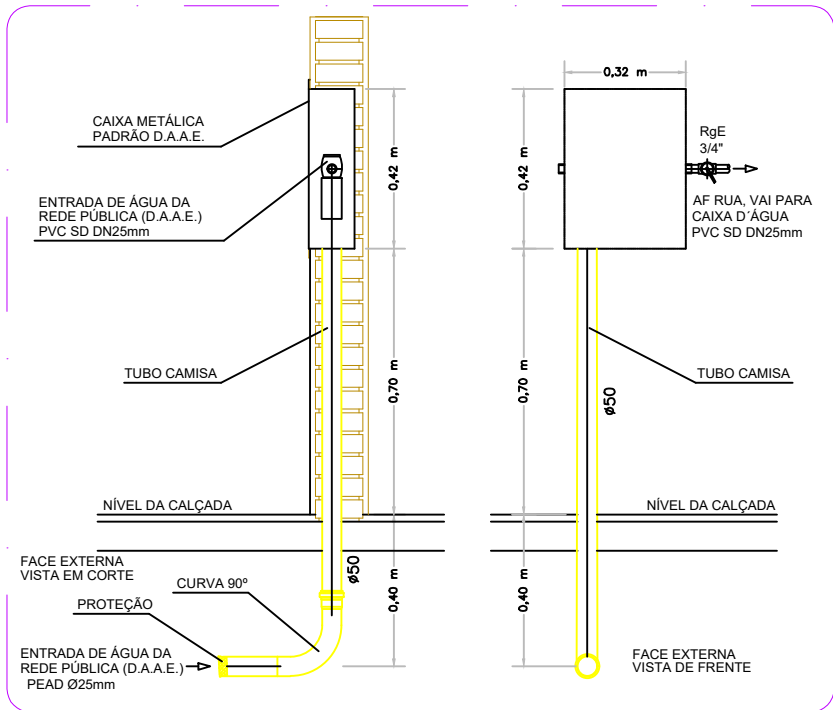 CAIXA METÁLICA
PADRÃO D.A.A.E.
ENTRADA DE ÁGUA DA
REDE PÚBLICA (D.A.A.E.)
PVC SD DN25mm
TUBO CAMISA
NÍVEL DA CALÇADA
FACE EXTERNA
VISTA EM CORTE
CURVA 90º
PROTEÇÃO
ENTRADA DE ÁGUA DA
REDE PÚBLICA (D.A.A.E.)
PEAD Ø25mm
ø50
0,42 m
0,70 m
0,40 m
0,32 m
0,42 m
0,70 m
0,40 m
RgE
3/4"
AF RUA, VAI PARA
CAIXA D´ÁGUA
PVC SD DN25mm
TUBO CAMISA
ø50
NÍVEL DA CALÇADA
FACE EXTERNA
VISTA DE FRENTE